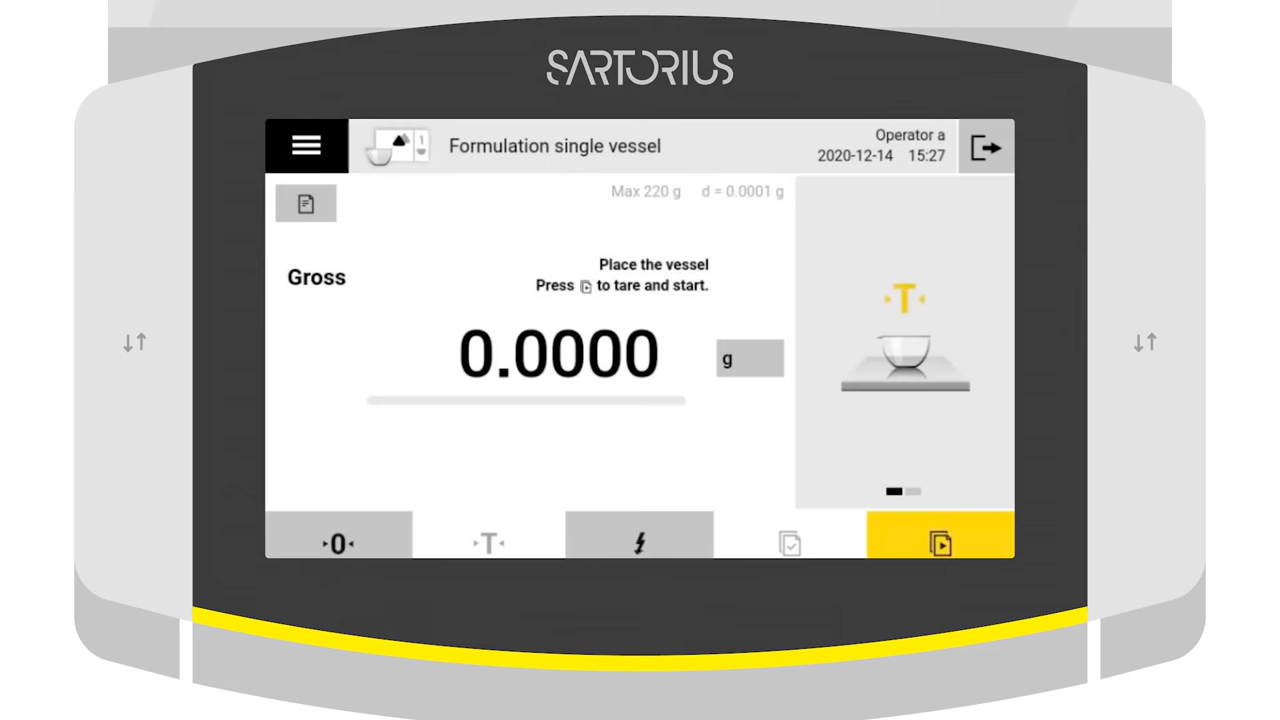 SARTORIUS
Formulation single vessel
1
Operator a
2020-12-14 15:27
Max 220 g d = 0.0001 g
Place the vessel
Gross
Press to tare and start.
0.0000
g
T
0
T